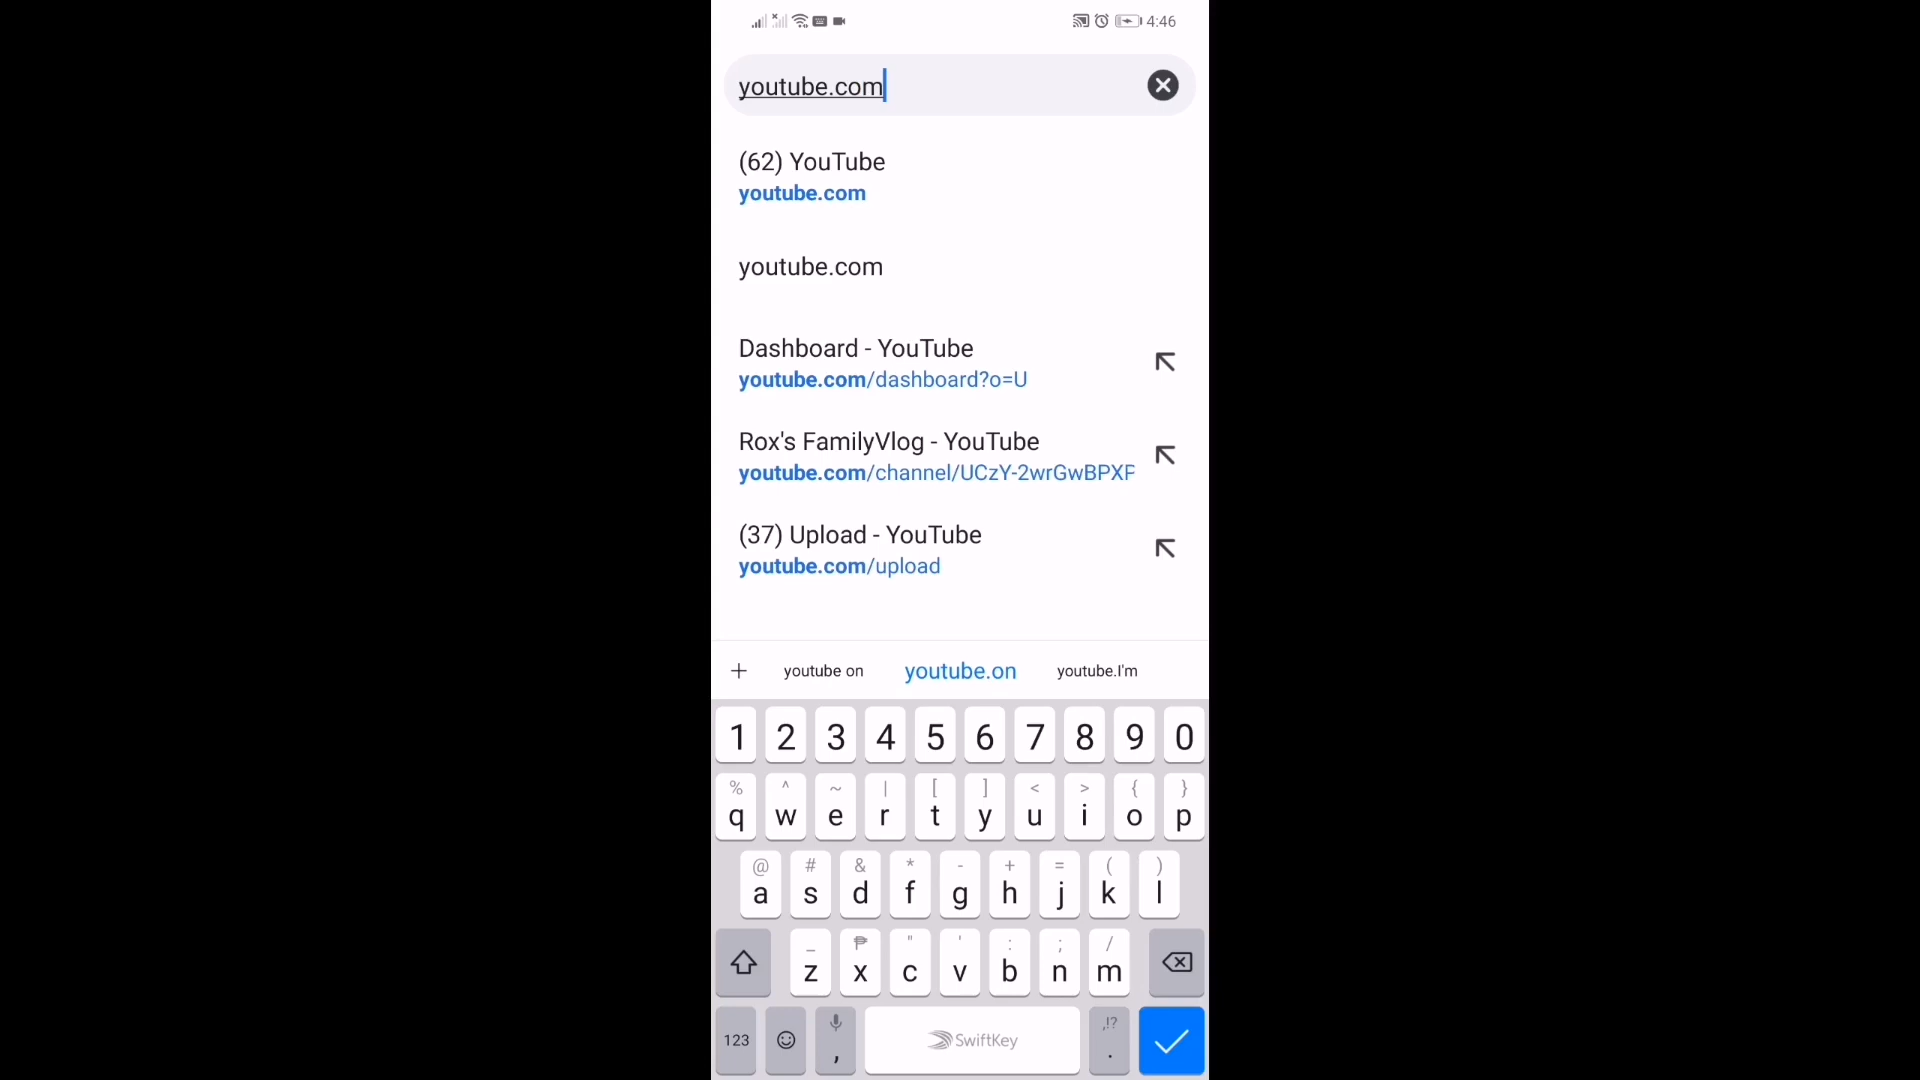 4:46
youtube.com
(62) YouTube
youtube.com
youtube.com
Dashboard - YouTube
youtube.com/dashboard?o=U
Rox's FamilyVlog - YouTube
youtube.com/channel/UCzY-2wrGwBPXF
(37) Upload - YouTube
youtube.com/upload
+ youtube on youtube.on youtube.I'm
1 2 3 4 5 6 7 8 9 0
% ^ ~ | [ ] < > { }
q w e r t y u i o p
@ # & * - + = ( )
a s d f g h j k l
_ ₱ " ' : ; /
z x c v b n m
,!?
123 , SwiftKey .